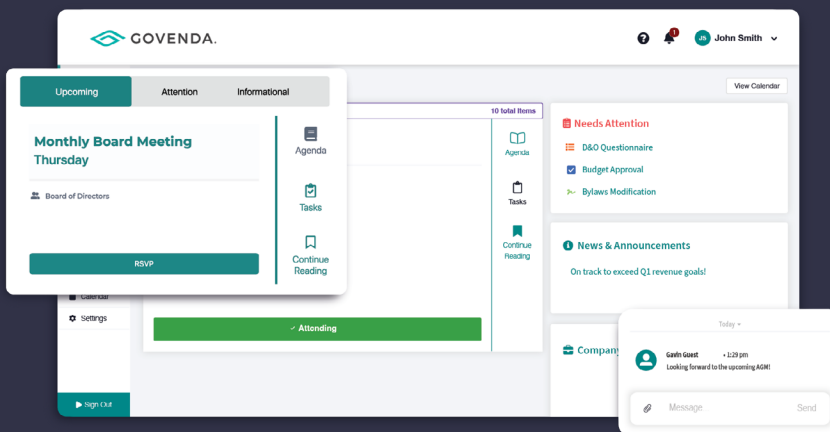 GOVENDA.
1
JS John Smith
Upcoming Attention Informational
View Calendar
10 total Items
Monthly Board Meeting
Thursday
Board of Directors
RSVP
Agenda
Tasks
Continue
Reading
Agenda
Tasks
Continue
Reading
Attending
Needs Attention
D&O Questionnaire
Budget Approval
Bylaws Modification
News & Announcements
On track to exceed Q1 revenue goals!
Company
Calendar
Settings
Sign Out
Today
Gavin Guest • 1:29 pm
Looking forward to the upcoming AGM!
Message...
Send